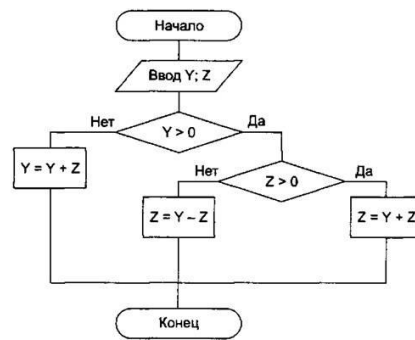 Начало
Ввод Y; Z
Нет
Y > 0
Да
Y = Y + Z
Нет
Z > 0
Да
Z = Y ~ Z
Z = Y + Z
Конец